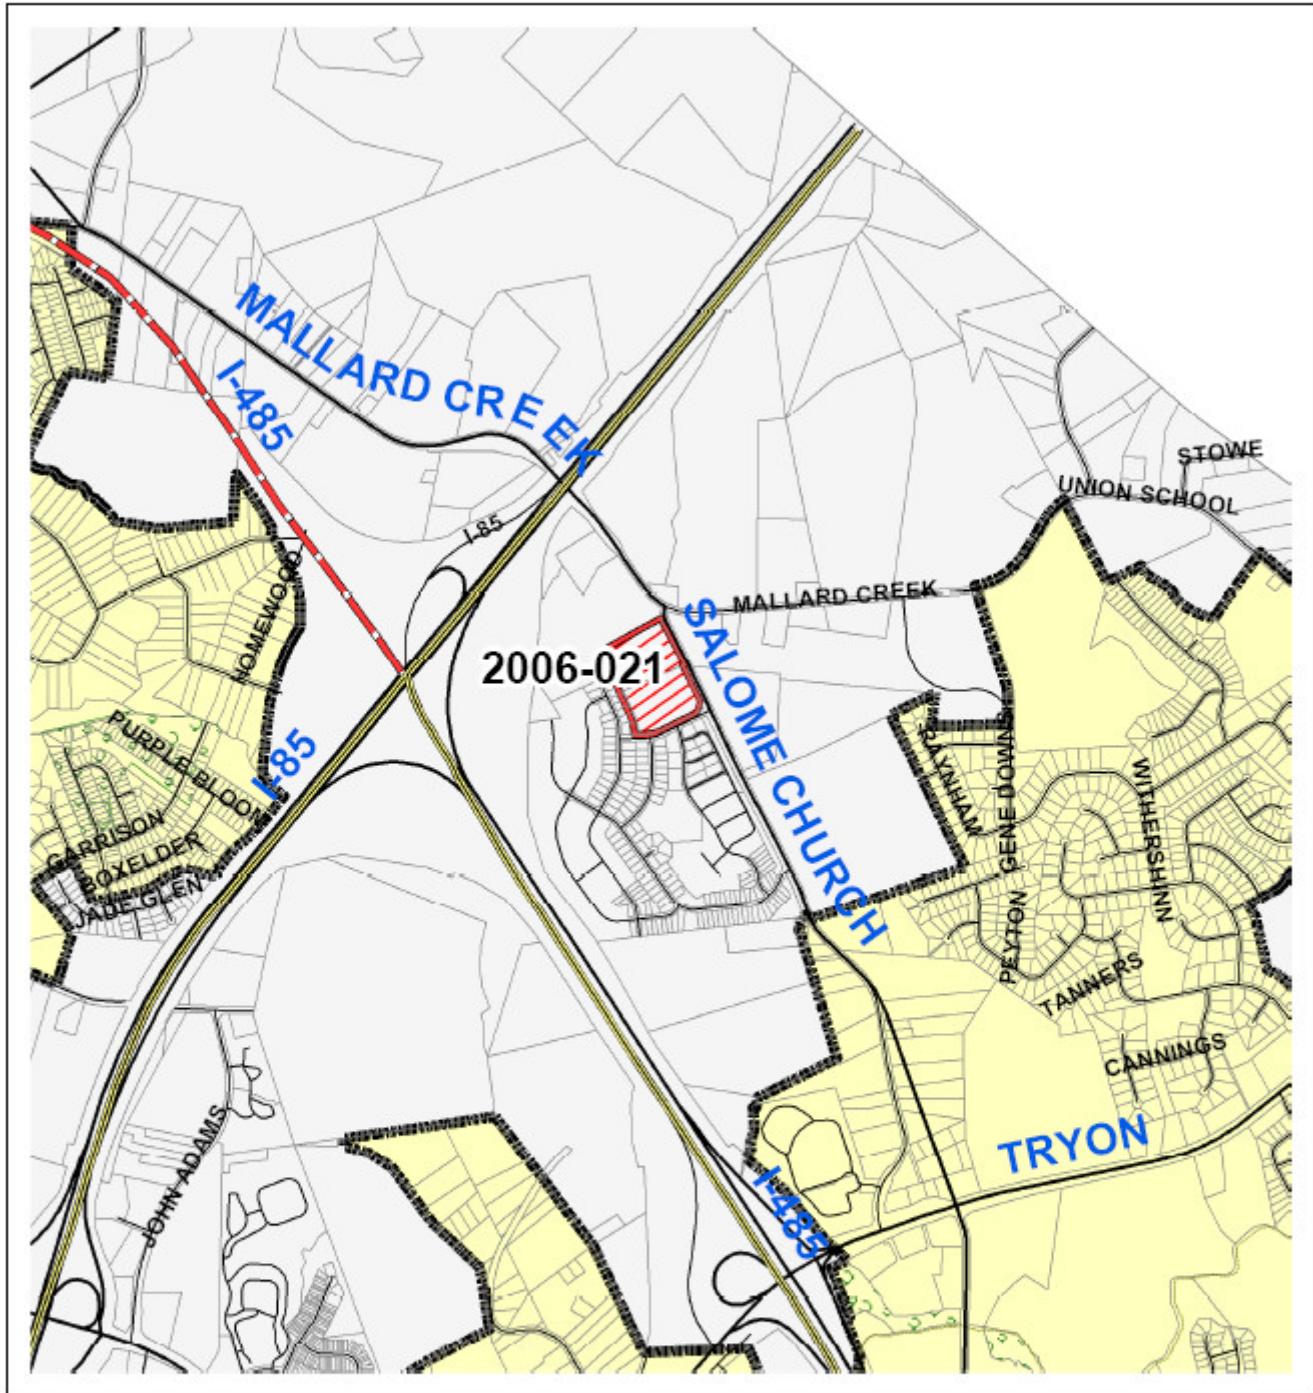 MALLARD CREEK
I-485
STOWE
UNION SCHOOL
I-85
HOMEWOOD
MALLARD CREEK
2006-021
SALOME CHURCH
PURPLE BLOOM
I-85
RAYNHAM
GENE DOWN
WITHERSHINN
GARRISON
BOXELDER
JADE GLEN
PEYTON
TANNERS
CANNINGS
JOHN ADAMS
TRYON
I-485